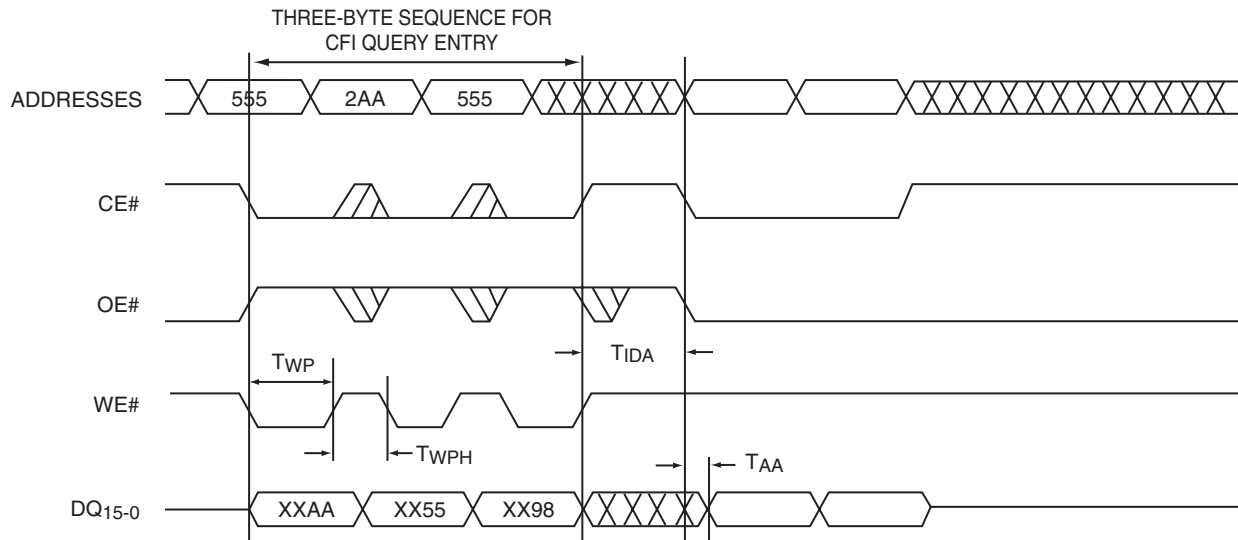 THREE-BYTE SEQUENCE FOR
CFI QUERY ENTRY
ADDRESSES 555 2AA 555
CE#
OE#
TIDA
TWP
WE#
TWPH
TAA
DQ15-0 XXAA XX55 XX98